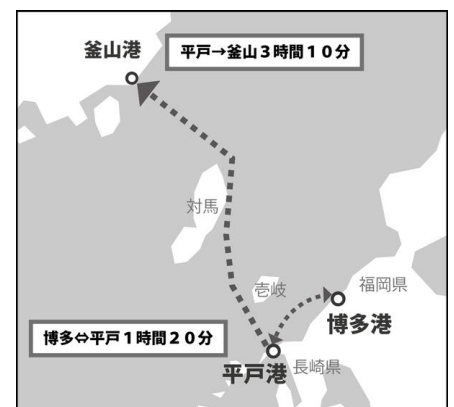 釜山港
平戸→釜山3時間10分
対馬
壱岐
福岡県
博多港
博多⇔平戸1時間20分
平戸港
長崎県